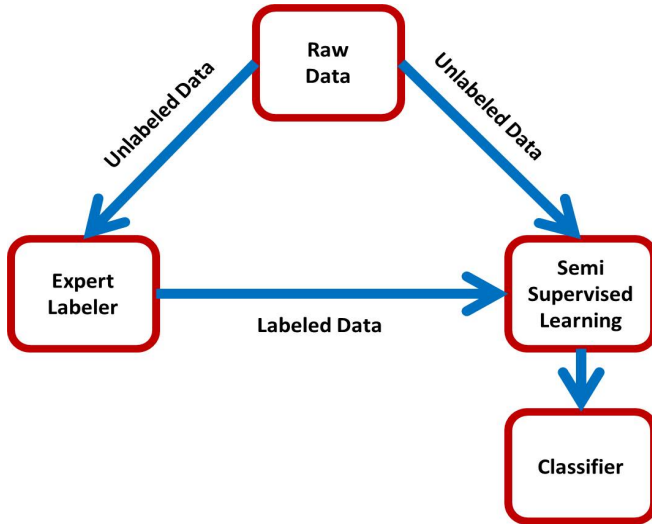 Raw
Data
Unlabeled Data
Unlabeled Data
Expert
Labeler
Labeled Data
Semi
Supervised
Learning
Classifier